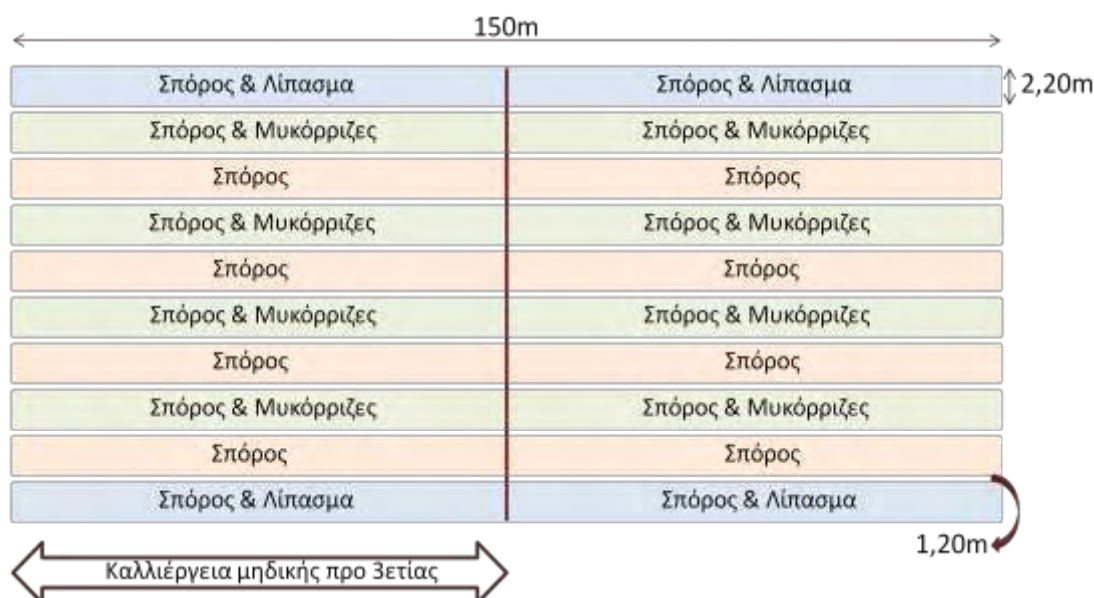 150m
Σπόρος & Λίπασμα Σπόρος & Λίπασμα 2,20m
Σπόρος & Μυκόρριζες Σπόρος & Μυκόρριζες
Σπόρος Σπόρος
Σπόρος & Μυκόρριζες Σπόρος & Μυκόρριζες
Σπόρος Σπόρος
Σπόρος & Μυκόρριζες Σπόρος & Μυκόρριζες
Σπόρος Σπόρος
Σπόρος & Μυκόρριζες Σπόρος & Μυκόρριζες
Σπόρος Σπόρος
Σπόρος & Λίπασμα Σπόρος & Λίπασμα
1,20m
Καλλιέργεια μηδικής προ 3ετίας